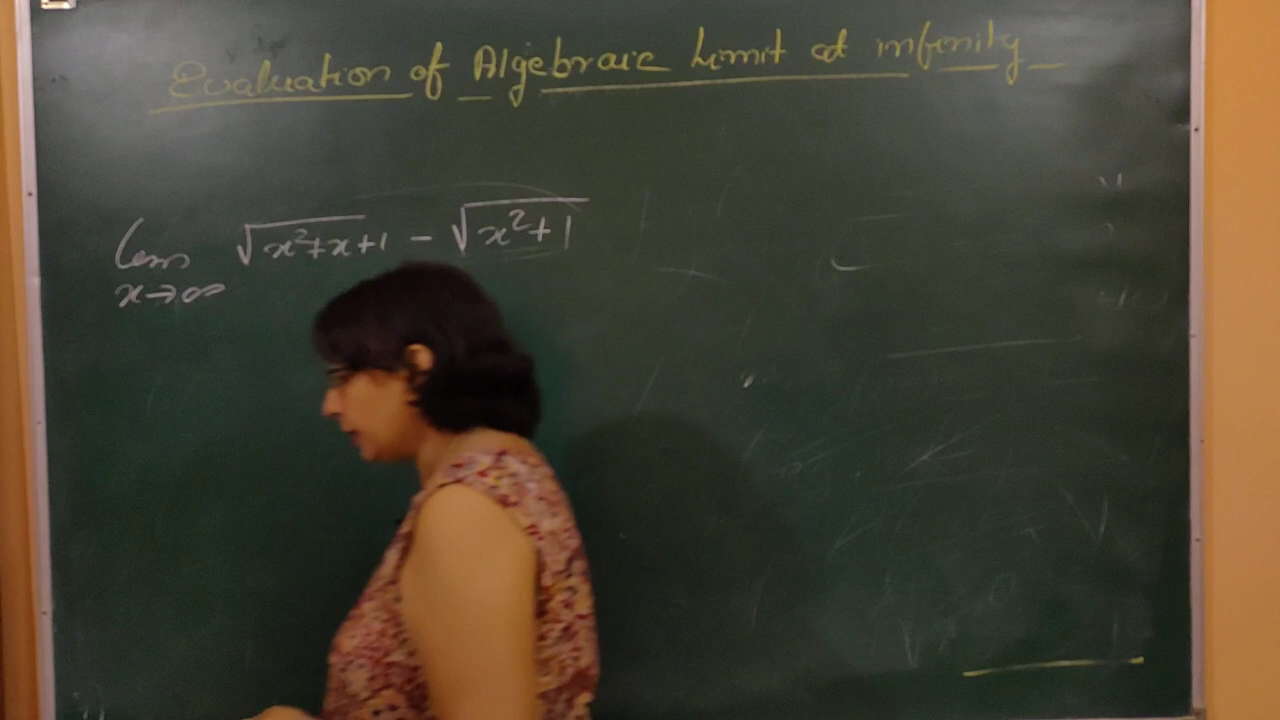 Evaluation of Algebraic Limit at infinity
lim √(x²+x+1) - √(x²+1)
x→∞